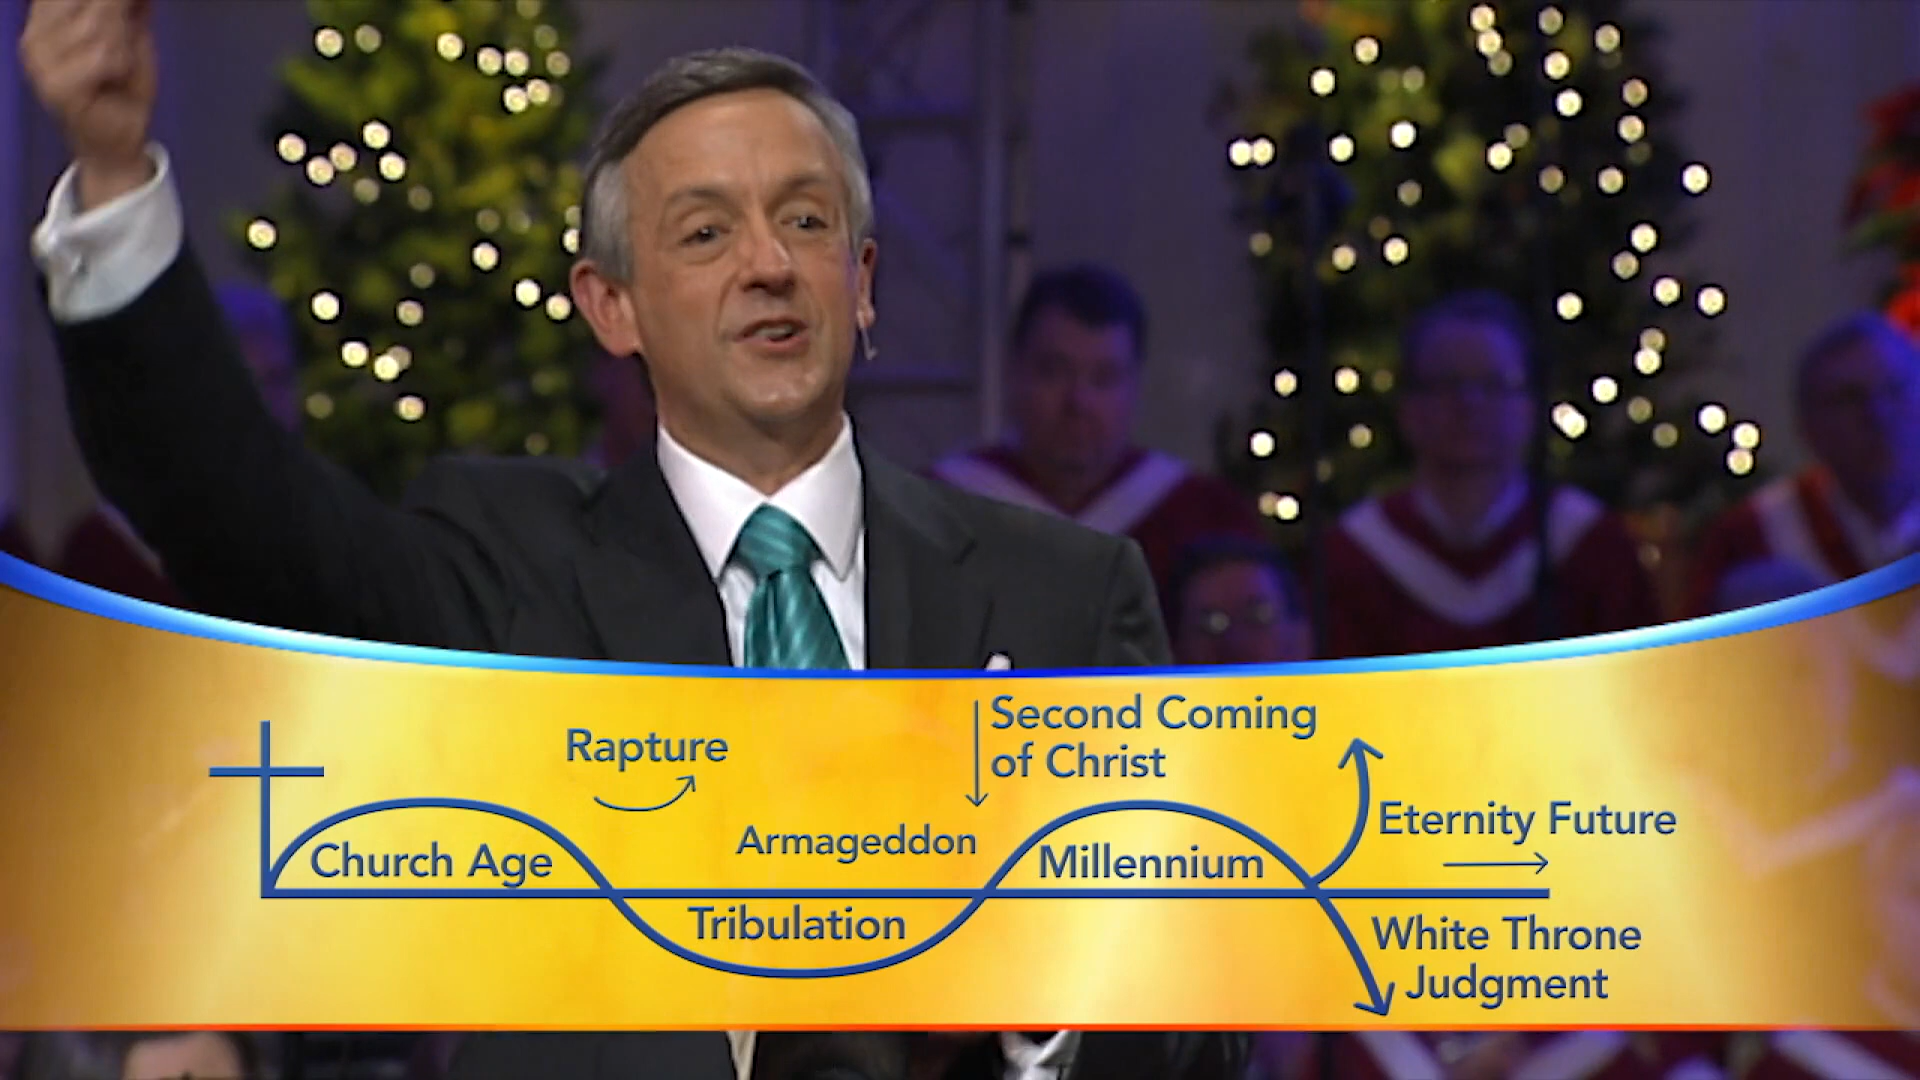 Rapture
Second Coming
of Christ
Church Age
Armageddon
Millennium
Eternity Future
Tribulation
White Throne
Judgment